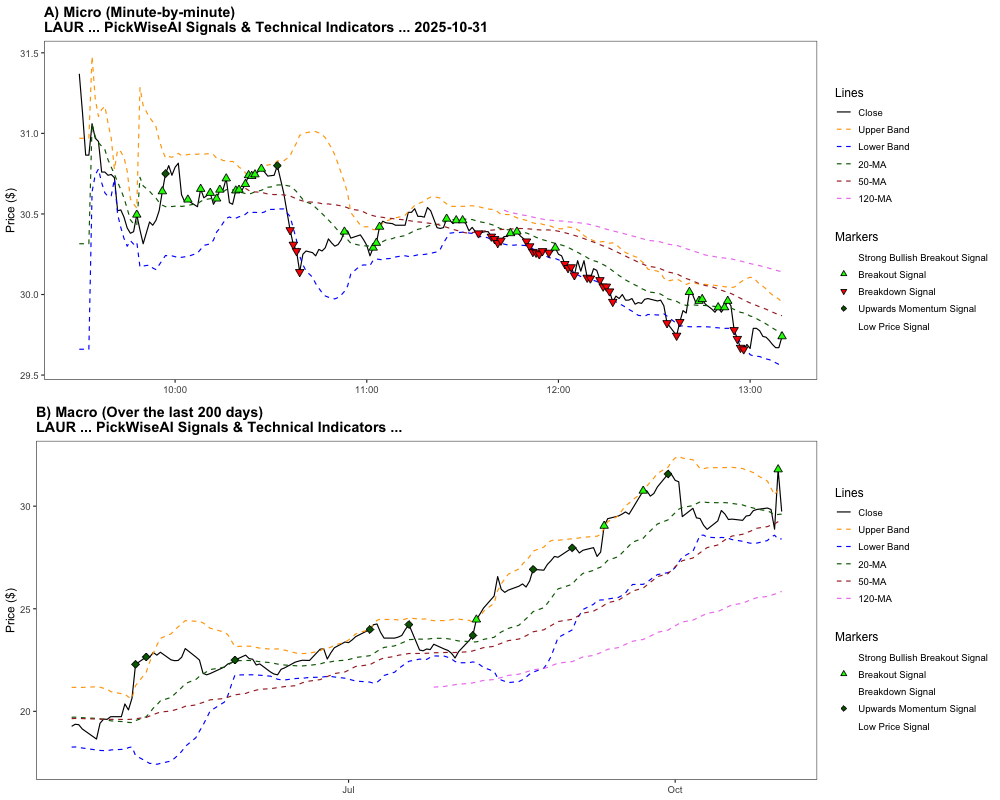 A) Micro (Minute-by-minute)
LAUR ... PickWiseAI Signals & Technical Indicators ... 2025-10-31
Price ($)
31.5
31.0
30.5
30.0
29.5
10:00
11:00
12:00
13:00
Lines
Close
Upper Band
Lower Band
20-MA
50-MA
120-MA
Markers
Strong Bullish Breakout Signal
Breakout Signal
Breakdown Signal
Upwards Momentum Signal
Low Price Signal
B) Macro (Over the last 200 days)
LAUR ... PickWiseAI Signals & Technical Indicators ...
Price ($)
30
25
20
Jul
Oct
Lines
Close
Upper Band
Lower Band
20-MA
50-MA
120-MA
Markers
Strong Bullish Breakout Signal
Breakout Signal
Breakdown Signal
Upwards Momentum Signal
Low Price Signal